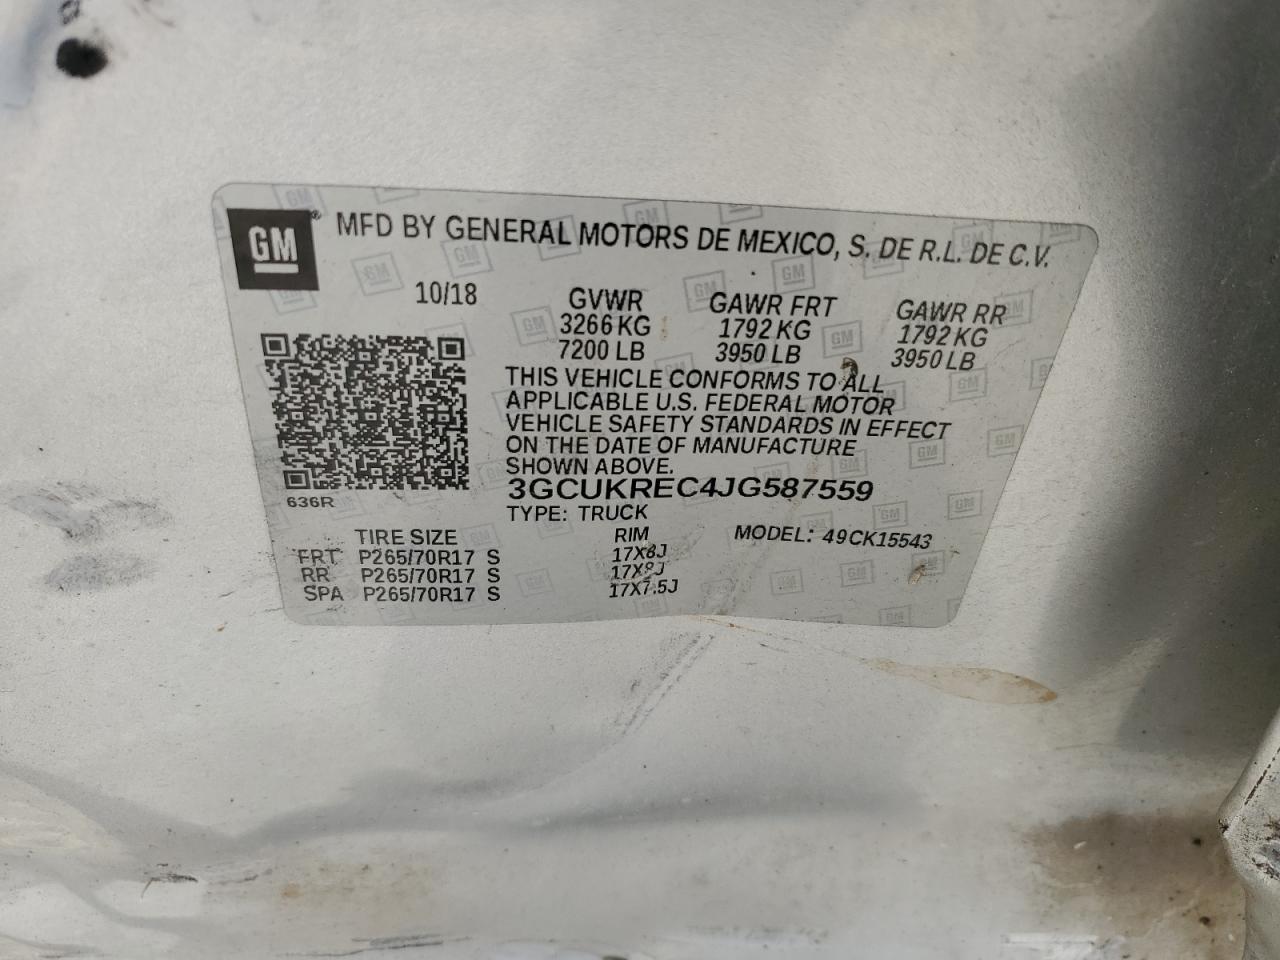 GM ® MFD BY GENERAL MOTORS DE MEXICO, S. DE R.L. DE C.V.
10/18 GVWR GAWR FRT GAWR RR
3266 KG 1792 KG 1792 KG
7200 LB 3950 LB 3950 LB
THIS VEHICLE CONFORMS TO ALL
APPLICABLE U.S. FEDERAL MOTOR
VEHICLE SAFETY STANDARDS IN EFFECT
ON THE DATE OF MANUFACTURE
SHOWN ABOVE.
636R 3GCUKREC4JG587559
TYPE: TRUCK
TIRE SIZE RIM MODEL: 49CK15543
FRT P265/70R17 S 17X8J
RR P265/70R17 S 17X8J
SPA P265/70R17 S 17X7.5J